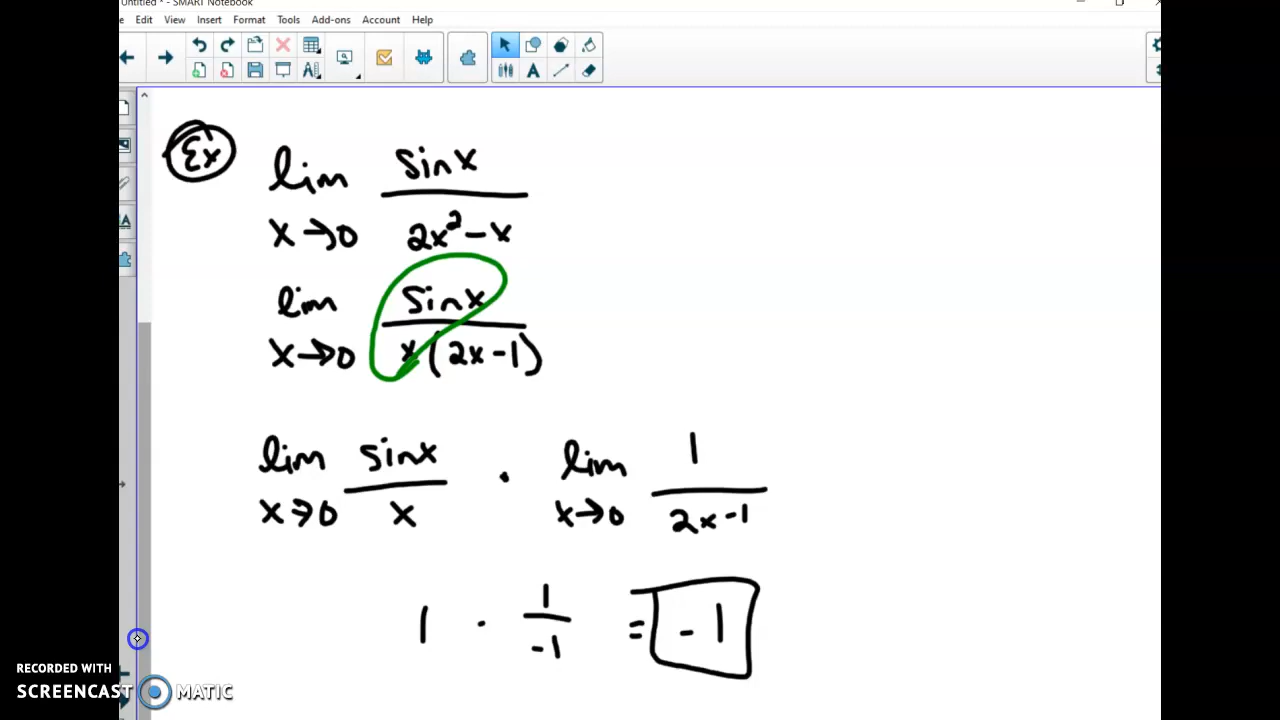 Untitled * - SMART Notebook
Edit View Insert Format Tools Add-ons Account Help
Ex
lim x→0 sinx / 2x² - x
lim x→0 sinx / x(2x-1)
lim x→0 sinx / x · lim x→0 1 / 2x-1
1 · 1 / -1 = -1
RECORDED WITH
SCREENCAST MATIC